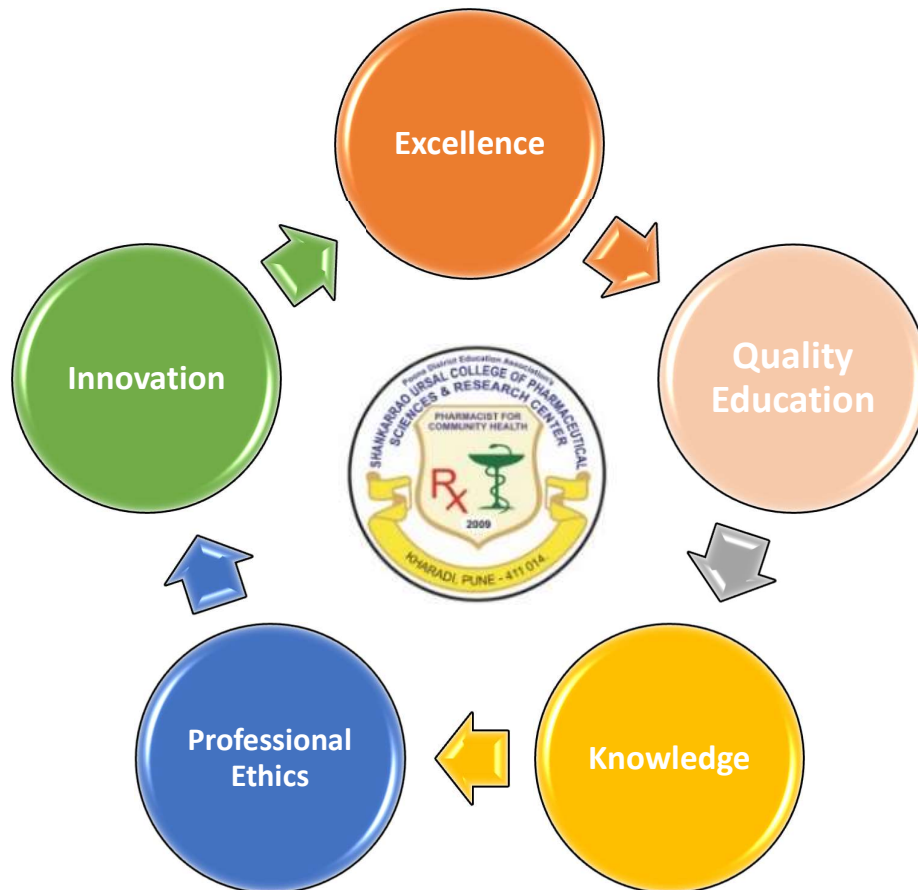 Excellence
Innovation
Quality
Education
Poona District Education Association's
SHANKARRAO URSAL COLLEGE OF PHARMACEUTICAL
SCIENCES & RESEARCH CENTER
PHARMACIST FOR
COMMUNITY HEALTH
Rx
2009
KHARADI, PUNE - 411 014.
Professional
Ethics
Knowledge